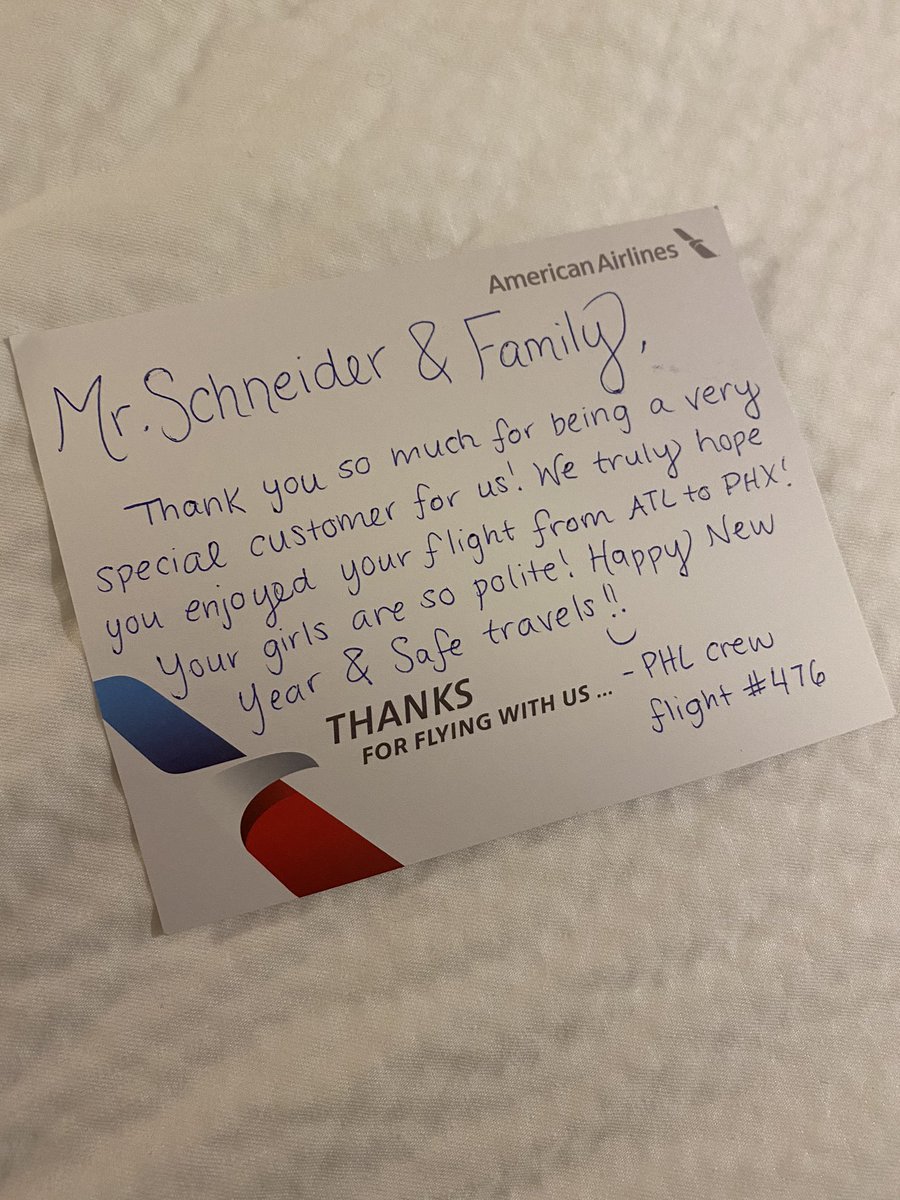 American Airlines
Mr. Schneider & Family,
Thank you so much for being a very
special customer for us! We truly hope
you enjoyed your flight from ATL to PHX!
Your girls are so polite! Happy New
Year & Safe travels!!
- PHL crew
flight #476
THANKS
FOR FLYING WITH US ...